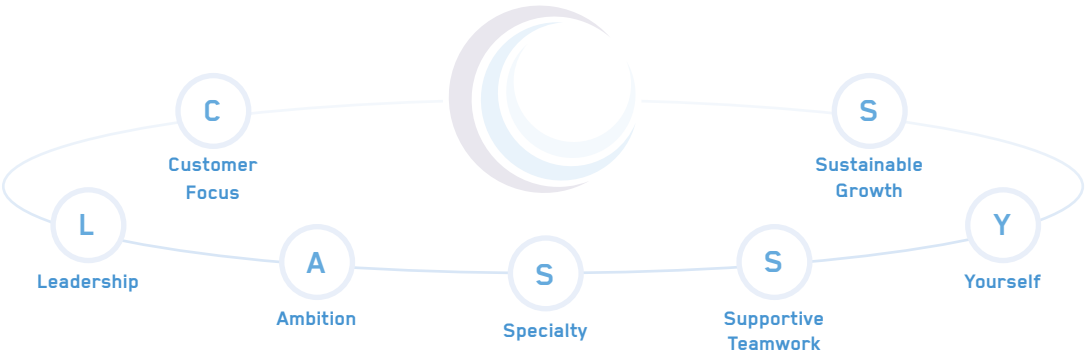 C
Customer
Focus
L
Leadership
A
Ambition
S
Specialty
S
Supportive
Teamwork
Y
Yourself
S
Sustainable
Growth